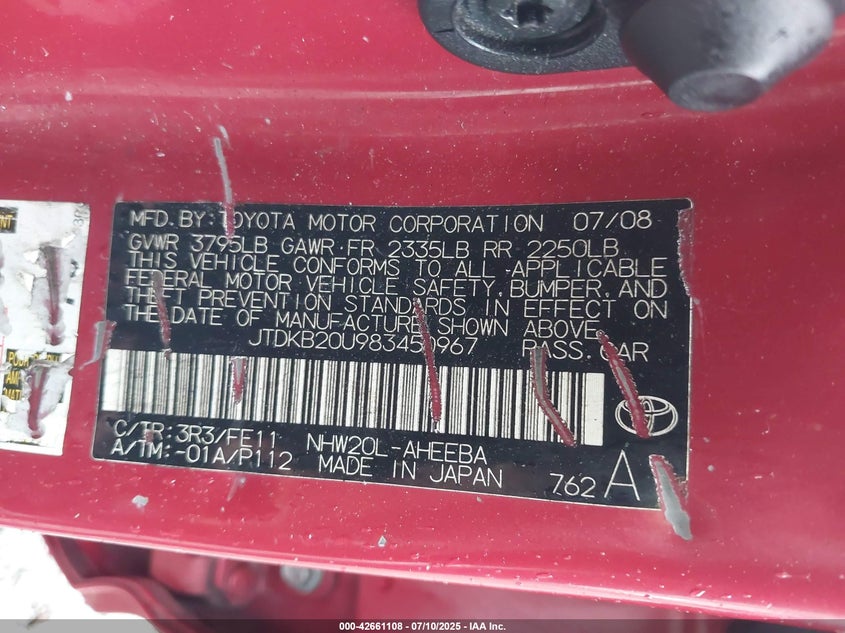 MFD. BY: TOYOTA MOTOR CORPORATION 07/08
GVWR 3795LB GAWR FR 2335LB RR 2250LB
THIS VEHICLE CONFORMS TO ALL APPLICABLE
FEDERAL MOTOR VEHICLE SAFETY, BUMPER, AND
THEFT PREVENTION STANDARDS IN EFFECT ON
THE DATE OF MANUFACTURE SHOWN ABOVE.
PASS. CAR
C/TR: 3R3/FE11 NHW20L-AHEEBA
A/TM: -01A/P112 MADE IN JAPAN
762 A
000-42661108 - 07/10/2025 - IAA Inc.